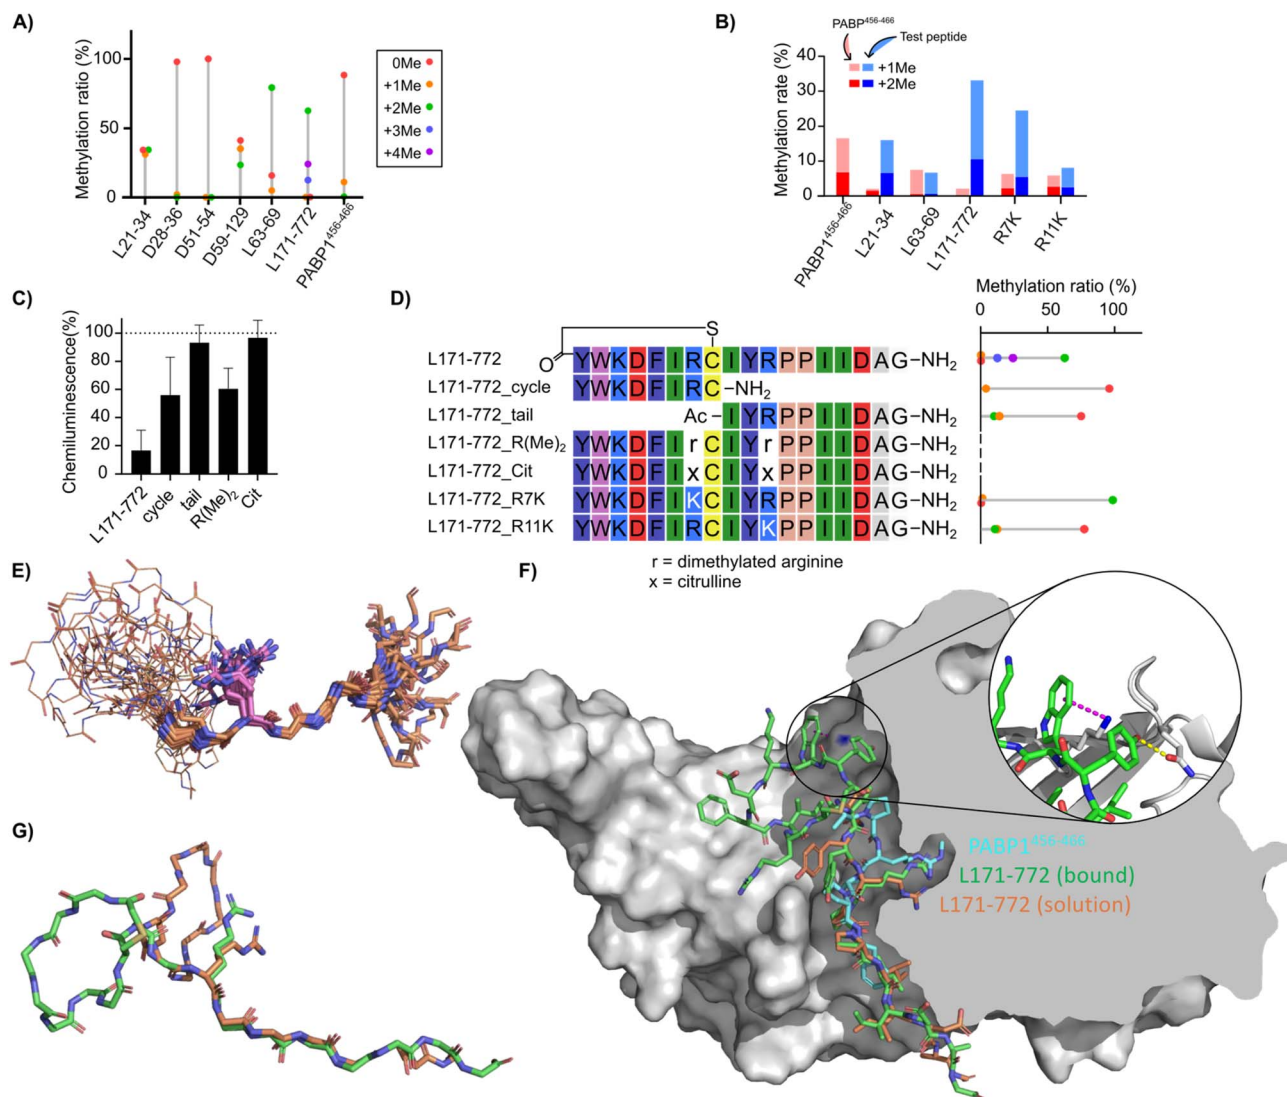 A)
Methylation ratio (%)
100
50
0
L21-34
D28-36
D51-54
D59-129
L63-69
L171-772
PABP1⁴⁵⁶⁻⁴⁶⁶
0Me
+1Me
+2Me
+3Me
+4Me
B)
PABP⁴⁵⁶⁻⁴⁶⁶
Test peptide
+1Me
+2Me
Methylation rate (%)
40
30
20
10
0
PABP1⁴⁵⁶⁻⁴⁶⁶
L21-34
L63-69
L171-772
R7K
R11K
C)
Chemiluminescence(%)
100
80
60
40
20
0
L171-772
cycle
tail
R(Me)₂
Cit
D)
Methylation ratio (%)
0 50 100
S
O
L171-772 YWKDFIRCIYRPPIIDAG-NH₂
L171-772_cycle YWKDFIRC-NH₂
L171-772_tail Ac-IYRPPIIDAG-NH₂
L171-772_R(Me)₂ YWKDFIrCIYrPPIIDAG-NH₂
L171-772_Cit YWKDFIxCIYxPPIIDAG-NH₂
L171-772_R7K YWKDFIKCIYRPPIIDAG-NH₂
L171-772_R11K YWKDFIRCIYKPPIIDAG-NH₂
r = dimethylated arginine
x = citrulline
E)
F)
PABP1⁴⁵⁶⁻⁴⁶⁶
L171-772 (bound)
L171-772 (solution)
G)